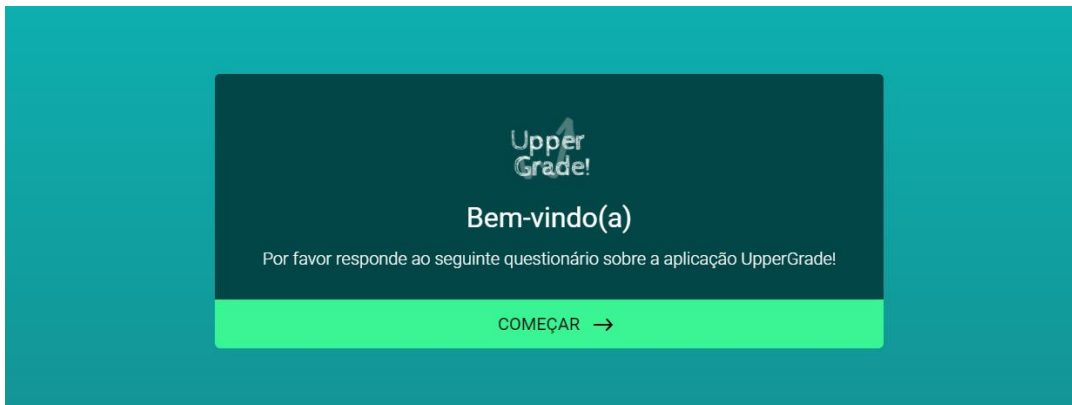 Upper
Grade!
Bem-vindo(a)
Por favor responde ao seguinte questionário sobre a aplicação UpperGrade!
COMEÇAR →